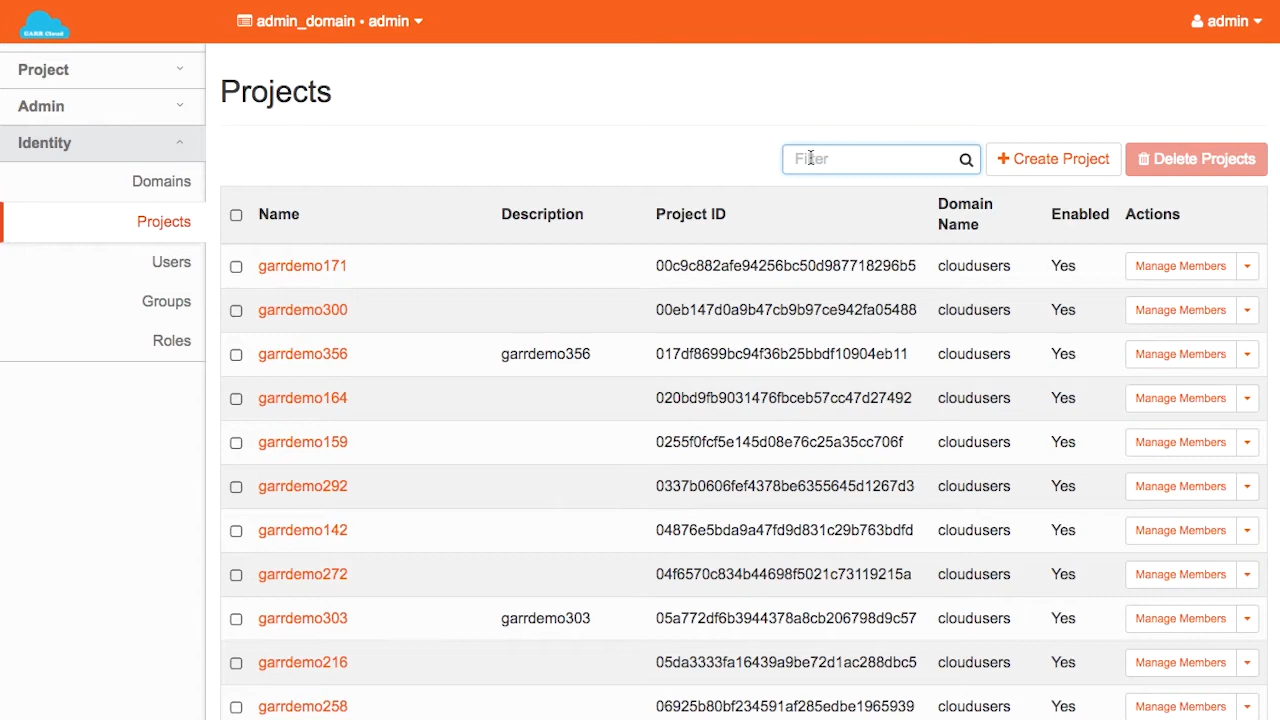 GARR Cloud
admin_domain • admin
admin
Project
Admin
Identity
Domains
Projects
Users
Groups
Roles
Projects
Filter
Create Project
Delete Projects
Name Description Project ID Domain Name Enabled Actions
garrdemo171 00c9c882afe94256bc50d987718296b5 cloudusers Yes Manage Members
garrdemo300 00eb147d0a9b47cb9b97ce942fa05488 cloudusers Yes Manage Members
garrdemo356 garrdemo356 017df8699bc94f36b25bbdf10904eb11 cloudusers Yes Manage Members
garrdemo164 020bd9fb9031476fbceb57cc47d27492 cloudusers Yes Manage Members
garrdemo159 0255f0fcf5e145d08e76c25a35cc706f cloudusers Yes Manage Members
garrdemo292 0337b0606fef4378be6355645d1267d3 cloudusers Yes Manage Members
garrdemo142 04876e5bda9a47fd9d831c29b763bdfd cloudusers Yes Manage Members
garrdemo272 04f6570c834b44698f5021c73119215a cloudusers Yes Manage Members
garrdemo303 garrdemo303 05a772df6b3944378a8cb206798d9c57 cloudusers Yes Manage Members
garrdemo216 05da3333fa16439a9be72d1ac288dbc5 cloudusers Yes Manage Members
garrdemo258 06925b80bf234591af285edbe1965939 cloudusers Yes Manage Members